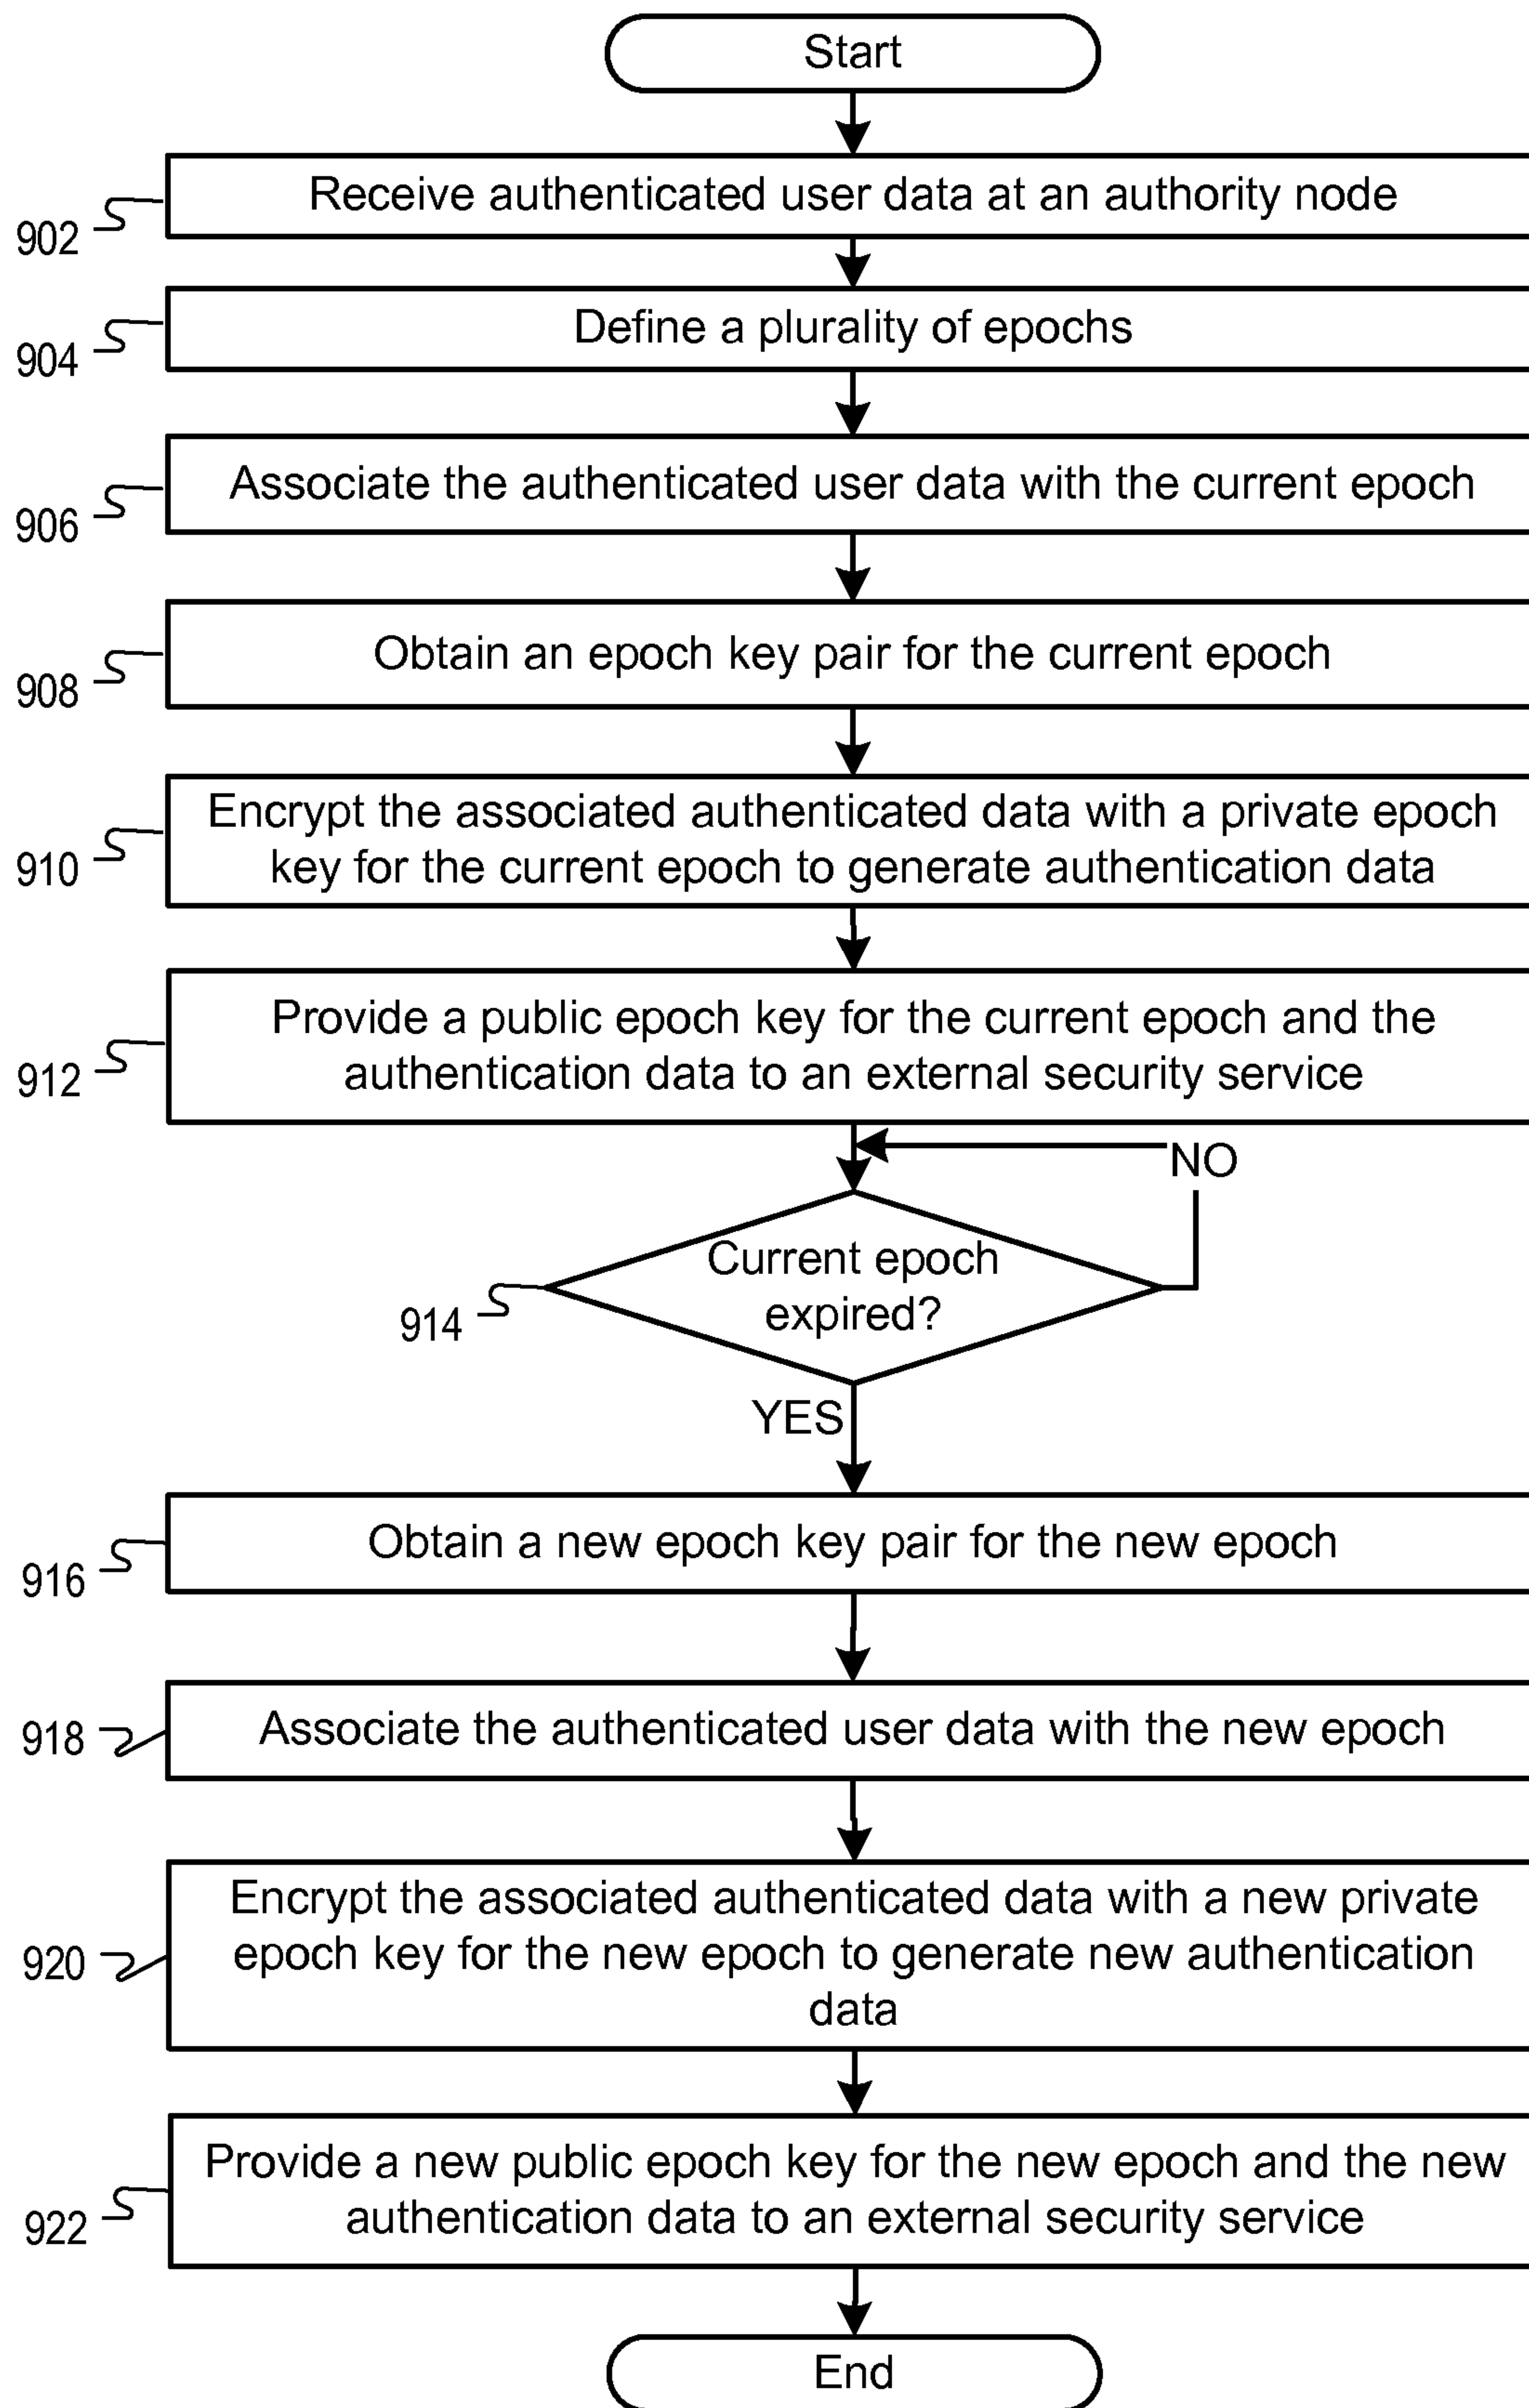 Start
Receive authenticated user data at an authority node
902
Define a plurality of epochs
904
Associate the authenticated user data with the current epoch
906
Obtain an epoch key pair for the current epoch
908
Encrypt the associated authenticated data with a private epoch
key for the current epoch to generate authentication data
910
Provide a public epoch key for the current epoch and the
authentication data to an external security service
912
NO
Current epoch
expired?
914
YES
Obtain a new epoch key pair for the new epoch
916
Associate the authenticated user data with the new epoch
918
Encrypt the associated authenticated data with a new private
epoch key for the new epoch to generate new authentication
data
920
Provide a new public epoch key for the new epoch and the new
authentication data to an external security service
922
End